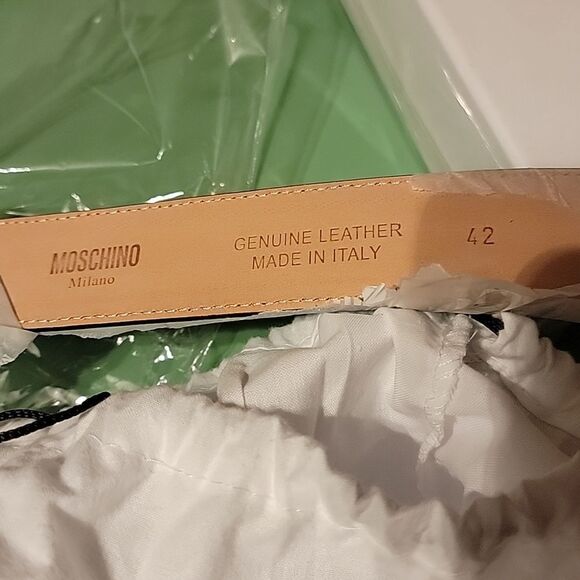 MOSCHINO
Milano
GENUINE LEATHER
MADE IN ITALY
42